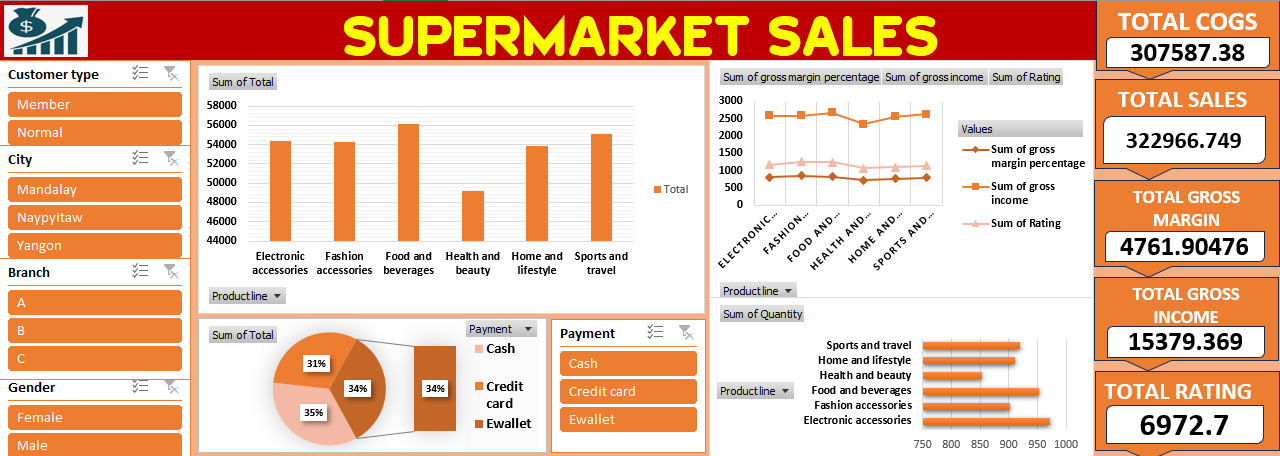 SUPERMARKET SALES
Customer type
Member
Normal
City
Mandalay
Naypyitaw
Yangon
Branch
A
B
C
Gender
Female
Male
Sum of Total
58000
56000
54000
52000
50000
48000
46000
44000
Electronic
accessories
Fashion
accessories
Food and
beverages
Health and
beauty
Home and
lifestyle
Sports and
travel
Total
Product line
Sum of Total
31%
34%
35%
34%
Payment
Cash
Credit
card
Ewallet
Payment
Cash
Credit card
Ewallet
Sum of gross margin percentage
Sum of gross income
Sum of Rating
3000
2500
2000
1500
1000
500
0
ELECTRONIC...
FASHION...
FOOD AND...
HEALTH AND...
HOME AND...
SPORTS AND...
Values
Sum of gross
margin percentage
Sum of gross
income
Sum of Rating
Product line
Sum of Quantity
Product line
Sports and travel
Home and lifestyle
Health and beauty
Food and beverages
Fashion accessories
Electronic accessories
750 800 850 900 950 1000
TOTAL COGS
307587.38
TOTAL SALES
322966.749
TOTAL GROSS
MARGIN
4761.90476
TOTAL GROSS
INCOME
15379.369
TOTAL RATING
6972.7